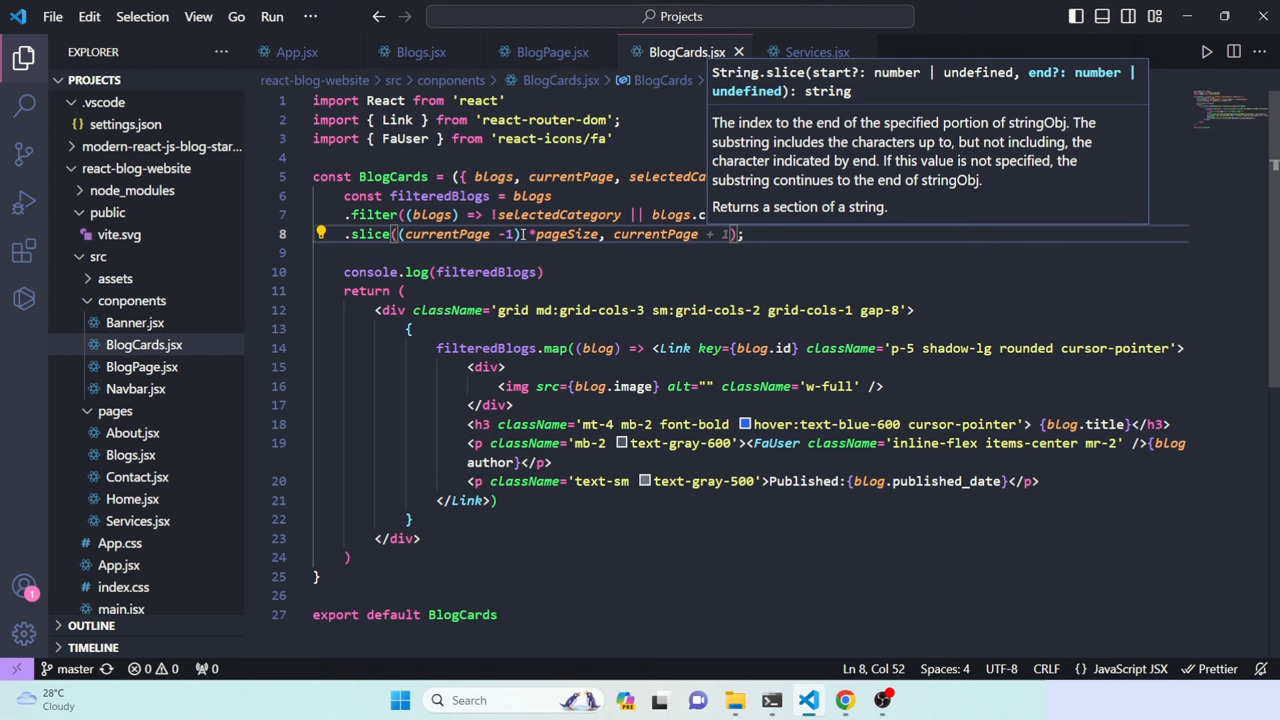 File Edit Selection View Go Run ··· Projects
EXPLORER ··· App.jsx Blogs.jsx BlogPage.jsx BlogCards.jsx Services.jsx
PROJECTS
react-blog-website > src > conponents > BlogCards.jsx > BlogCards
String.slice(start?: number | undefined, end?: number |
undefined): string
The index to the end of the specified portion of stringObj. The
substring includes the characters up to, but not including, the
character indicated by end. If this value is not specified, the
substring continues to the end of stringObj.
Returns a section of a string.
.vscode
settings.json
modern-react-js-blog-star...
react-blog-website
node_modules
public
vite.svg
src
assets
conponents
Banner.jsx
BlogCards.jsx
BlogPage.jsx
Navbar.jsx
pages
About.jsx
Blogs.jsx
Contact.jsx
Home.jsx
Services.jsx
App.css
App.jsx
index.css
main.jsx
OUTLINE
TIMELINE
1 import React from 'react'
2 import { Link } from 'react-router-dom';
3 import { FaUser } from 'react-icons/fa'
4
5 const BlogCards = ({ blogs, currentPage, selectedCa
6 const filteredBlogs = blogs
7 .filter((blogs) => !selectedCategory || blogs.c
8 .slice((currentPage -1)*pageSize, currentPage + 1);
9
10 console.log(filteredBlogs)
11 return (
12 <div className='grid md:grid-cols-3 sm:grid-cols-2 grid-cols-1 gap-8'>
13 {
14 filteredBlogs.map((blog) => <Link key={blog.id} className='p-5 shadow-lg rounded cursor-pointer'>
15 <div>
16 <img src={blog.image} alt="" className='w-full' />
17 </div>
18 <h3 className='mt-4 mb-2 font-bold hover:text-blue-600 cursor-pointer'> {blog.title}</h3>
19 <p className='mb-2 text-gray-600'><FaUser className='inline-flex items-center mr-2' />{blog.
author}</p>
20 <p className='text-sm text-gray-500'>Published:{blog.published_date}</p>
21 </Link>)
22 }
23 </div>
24 )
25 }
26
27 export default BlogCards
1
master 0 0 0 Ln 8, Col 52 Spaces: 4 UTF-8 CRLF {} JavaScript JSX Prettier
28°C
Cloudy
Search
PRE